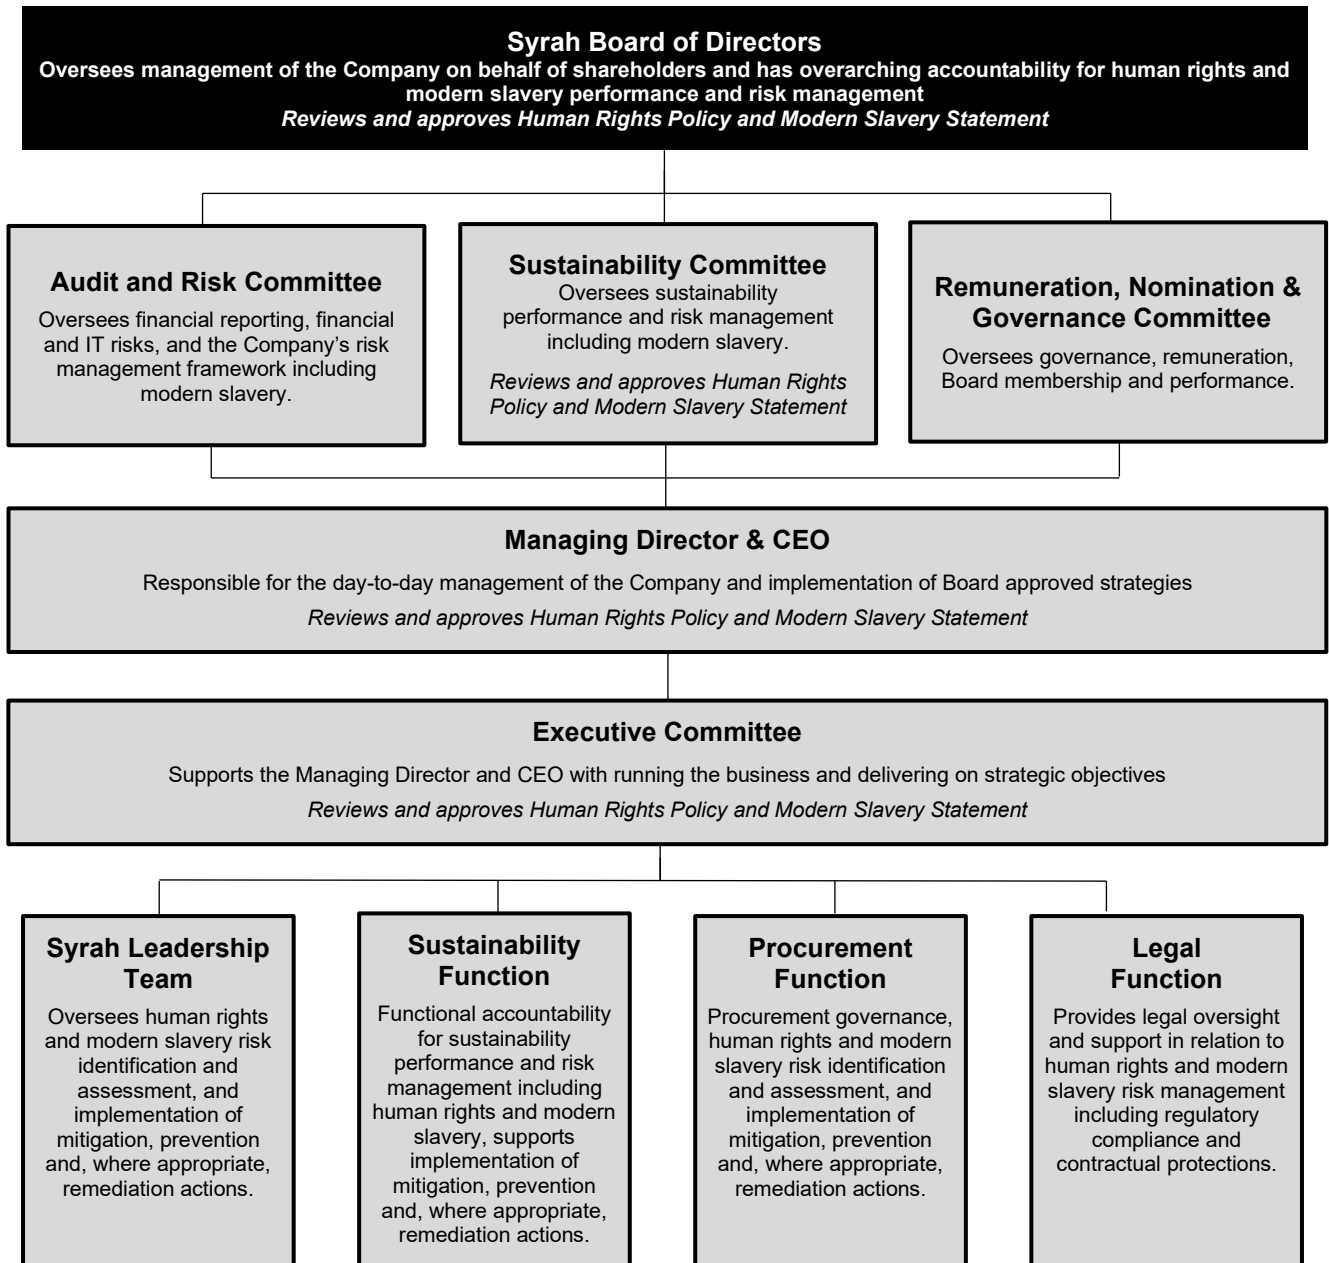 Syrah Board of Directors
Oversees management of the Company on behalf of shareholders and has overarching accountability for human rights and
modern slavery performance and risk management
Reviews and approves Human Rights Policy and Modern Slavery Statement
Audit and Risk Committee
Oversees financial reporting, financial
and IT risks, and the Company's risk
management framework including
modern slavery.
Sustainability Committee
Oversees sustainability
performance and risk management
including modern slavery.
Reviews and approves Human Rights
Policy and Modern Slavery Statement
Remuneration, Nomination &
Governance Committee
Oversees governance, remuneration,
Board membership and performance.
Managing Director & CEO
Responsible for the day-to-day management of the Company and implementation of Board approved strategies
Reviews and approves Human Rights Policy and Modern Slavery Statement
Executive Committee
Supports the Managing Director and CEO with running the business and delivering on strategic objectives
Reviews and approves Human Rights Policy and Modern Slavery Statement
Syrah Leadership
Team
Oversees human rights
and modern slavery risk
identification and
assessment, and
implementation of
mitigation, prevention
and, where appropriate,
remediation actions.
Sustainability
Function
Functional accountability
for sustainability
performance and risk
management including
human rights and modern
slavery, supports
implementation of
mitigation, prevention
and, where appropriate,
remediation actions.
Procurement
Function
Procurement governance,
human rights and modern
slavery risk identification
and assessment, and
implementation of
mitigation, prevention
and, where appropriate,
remediation actions.
Legal
Function
Provides legal oversight
and support in relation to
human rights and modern
slavery risk management
including regulatory
compliance and
contractual protections.